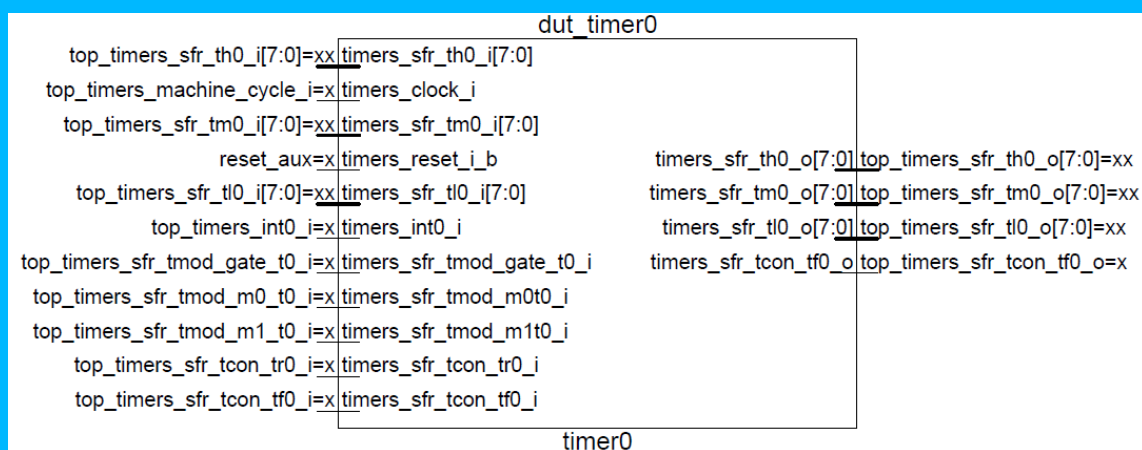 dut_timer0
top_timers_sfr_th0_i[7:0]=xx timers_sfr_th0_i[7:0]
top_timers_machine_cycle_i=x timers_clock_i
top_timers_sfr_tm0_i[7:0]=xx timers_sfr_tm0_i[7:0]
reset_aux=x timers_reset_i_b timers_sfr_th0_o[7:0] top_timers_sfr_th0_o[7:0]=xx
top_timers_sfr_tl0_i[7:0]=xx timers_sfr_tl0_i[7:0] timers_sfr_tm0_o[7:0] top_timers_sfr_tm0_o[7:0]=xx
top_timers_int0_i=x timers_int0_i timers_sfr_tl0_o[7:0] top_timers_sfr_tl0_o[7:0]=xx
top_timers_sfr_tmod_gate_t0_i=x timers_sfr_tmod_gate_t0_i timers_sfr_tcon_tf0_o top_timers_sfr_tcon_tf0_o=x
top_timers_sfr_tmod_m0_t0_i=x timers_sfr_tmod_m0t0_i
top_timers_sfr_tmod_m1_t0_i=x timers_sfr_tmod_m1t0_i
top_timers_sfr_tcon_tr0_i=x timers_sfr_tcon_tr0_i
top_timers_sfr_tcon_tf0_i=x timers_sfr_tcon_tf0_i
timer0